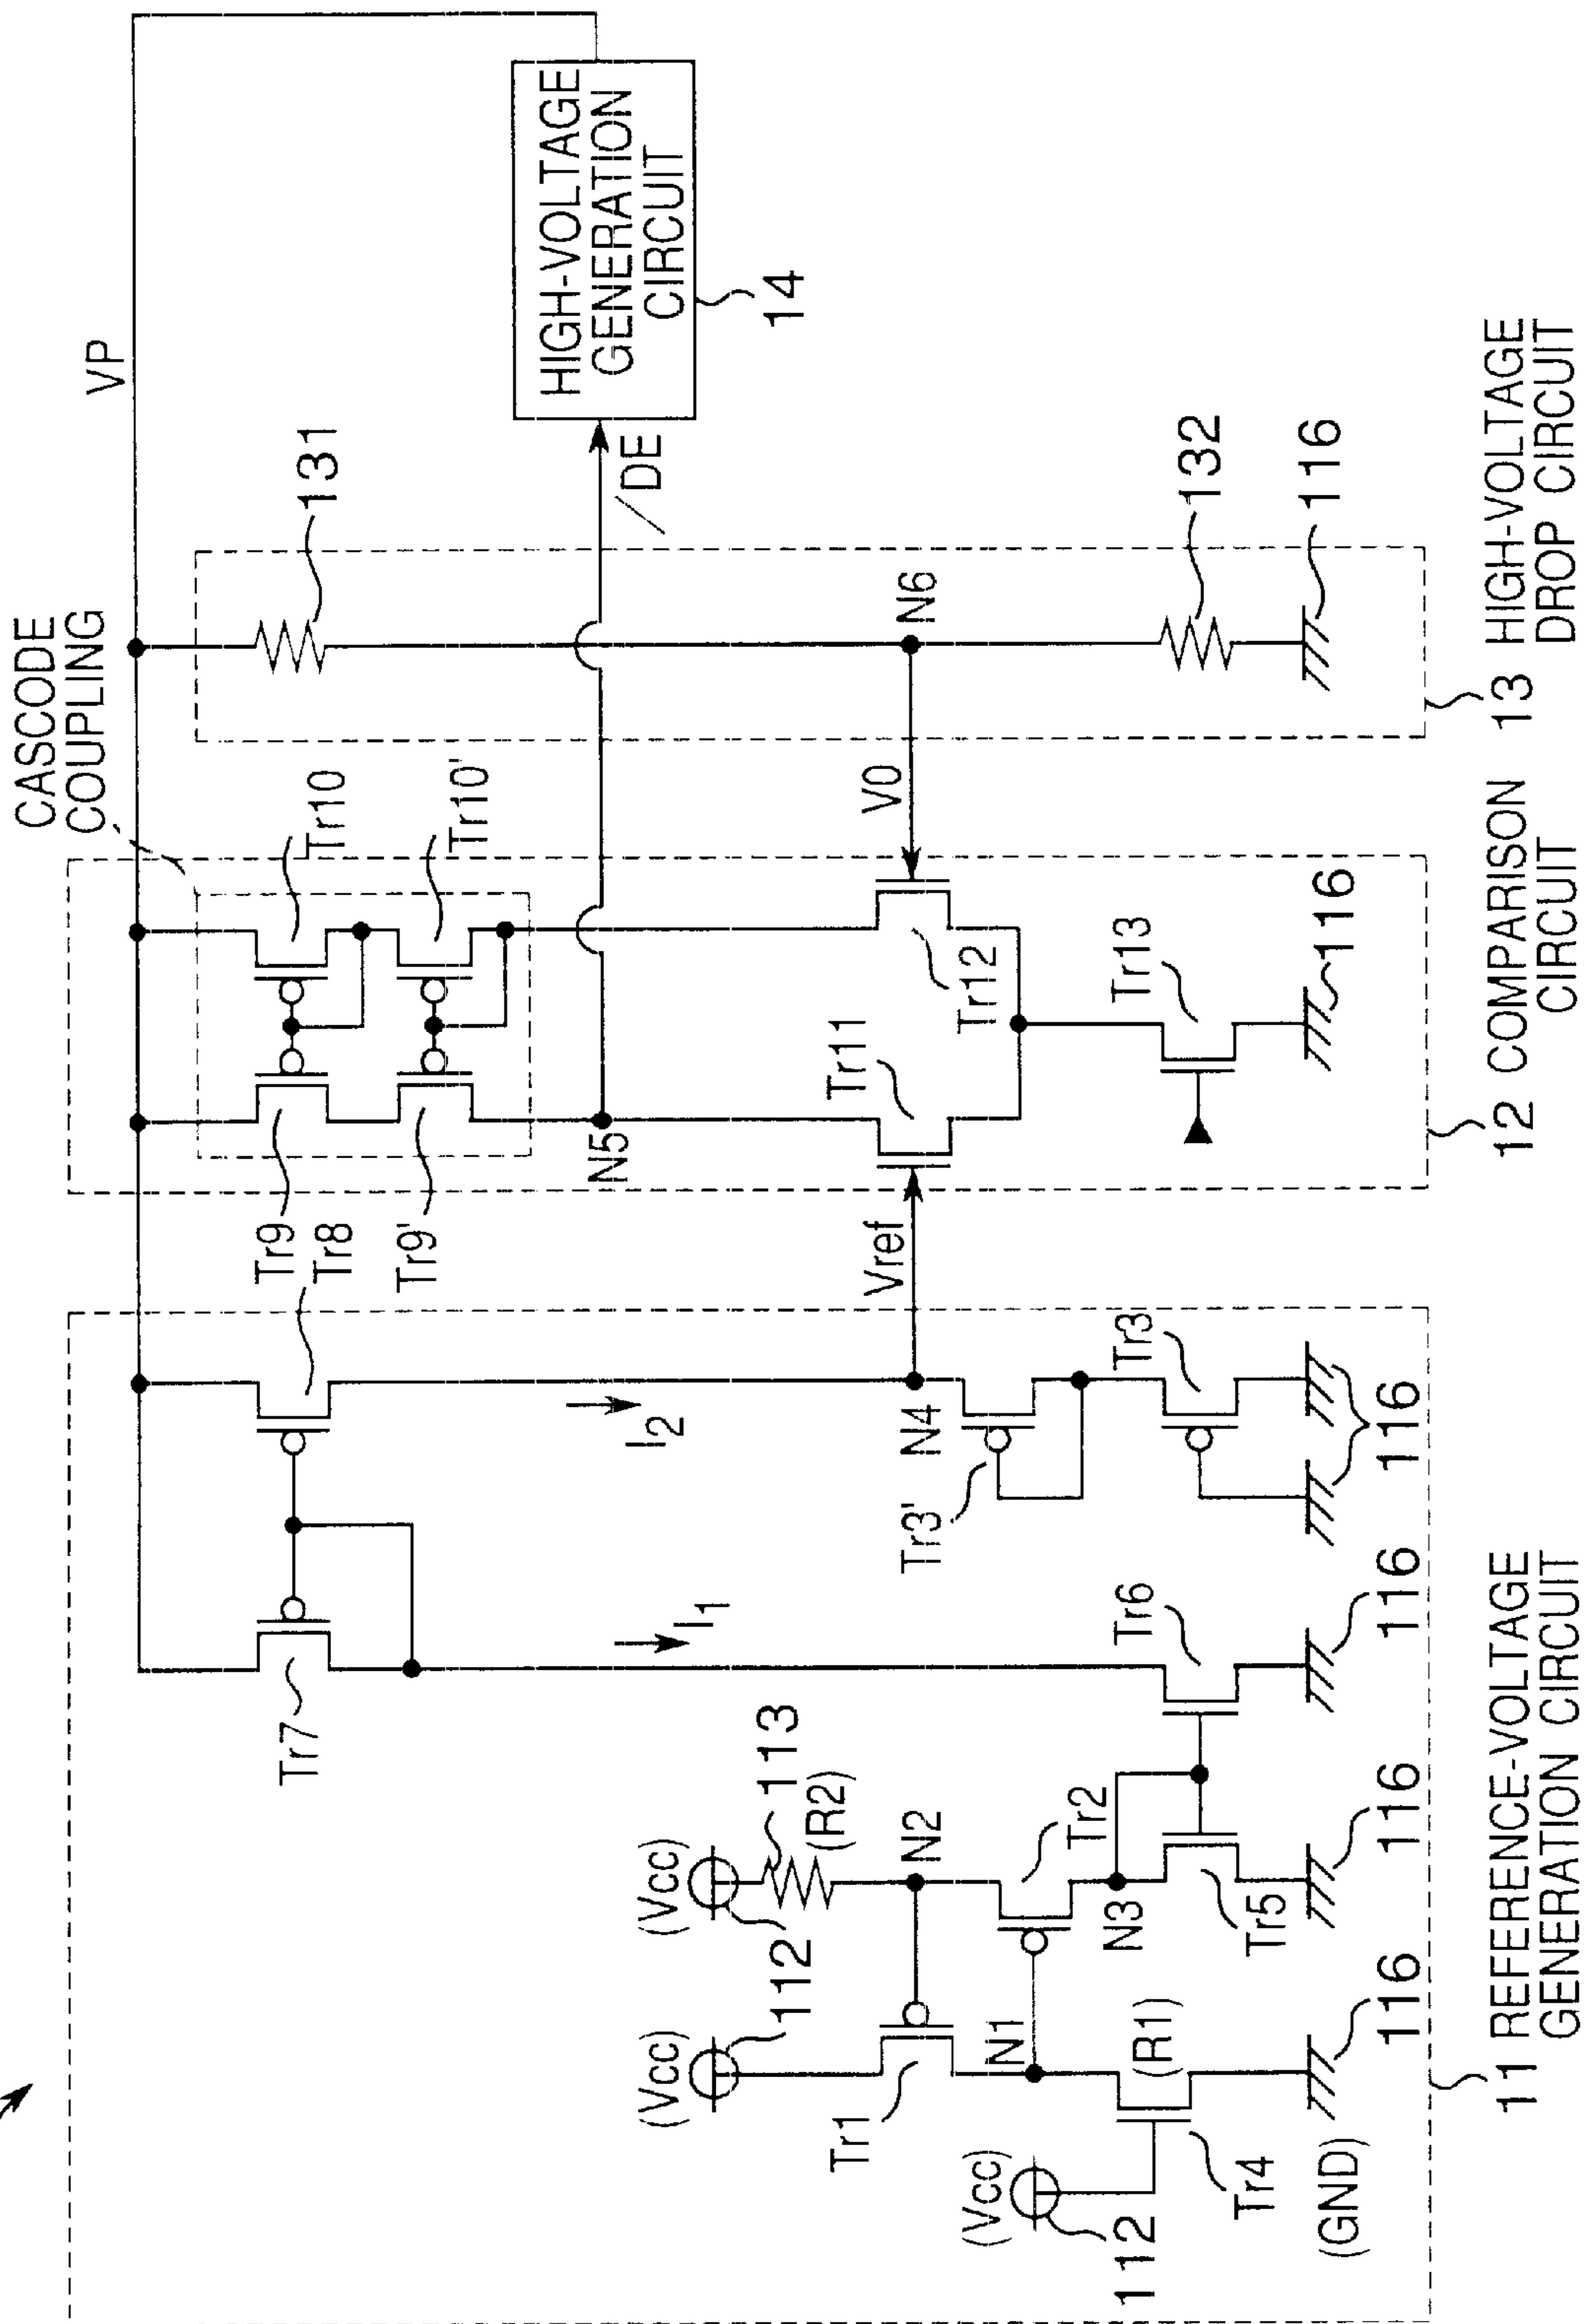 VP
CASCODE
COUPLING
HIGH-VOLTAGE
GENERATION
CIRCUIT
14
/DE
131
N6
132
116
13 HIGH-VOLTAGE
DROP CIRCUIT
Tr10
Tr10'
V0
Tr12
Tr11
Tr13
116
12 COMPARISON
CIRCUIT
N5
Tr9
Tr8
Tr9'
Vref
I2
N4
Tr3'
Tr3
116
Tr7
I1
Tr6
116
(Vcc)
113
(R2)
112
N2
Tr2
N3
Tr5
116
(Vcc)
112
Tr1
N1
(R1)
116
(Vcc)
112
Tr4
(GND)
11 REFERENCE-VOLTAGE
GENERATION CIRCUIT